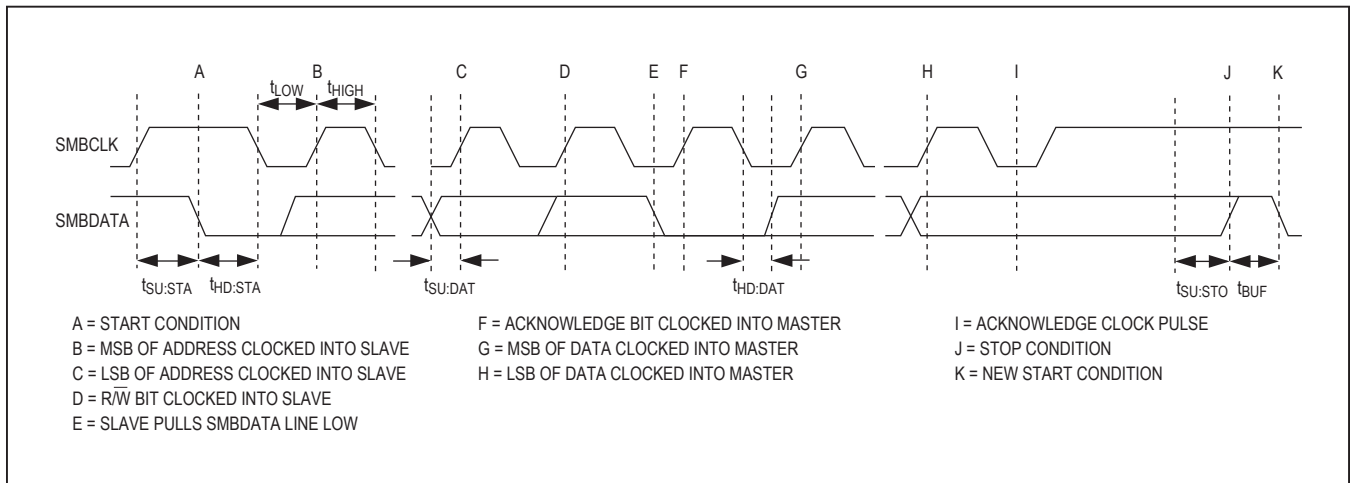 A B C D E F G H I J K
tLOW tHIGH
SMBCLK
SMBDATA
tSU:STA tHD:STA tSU:DAT tHD:DAT tSU:STO tBUF
A = START CONDITION
B = MSB OF ADDRESS CLOCKED INTO SLAVE
C = LSB OF ADDRESS CLOCKED INTO SLAVE
D = R/W̅ BIT CLOCKED INTO SLAVE
E = SLAVE PULLS SMBDATA LINE LOW
F = ACKNOWLEDGE BIT CLOCKED INTO MASTER
G = MSB OF DATA CLOCKED INTO MASTER
H = LSB OF DATA CLOCKED INTO MASTER
I = ACKNOWLEDGE CLOCK PULSE
J = STOP CONDITION
K = NEW START CONDITION